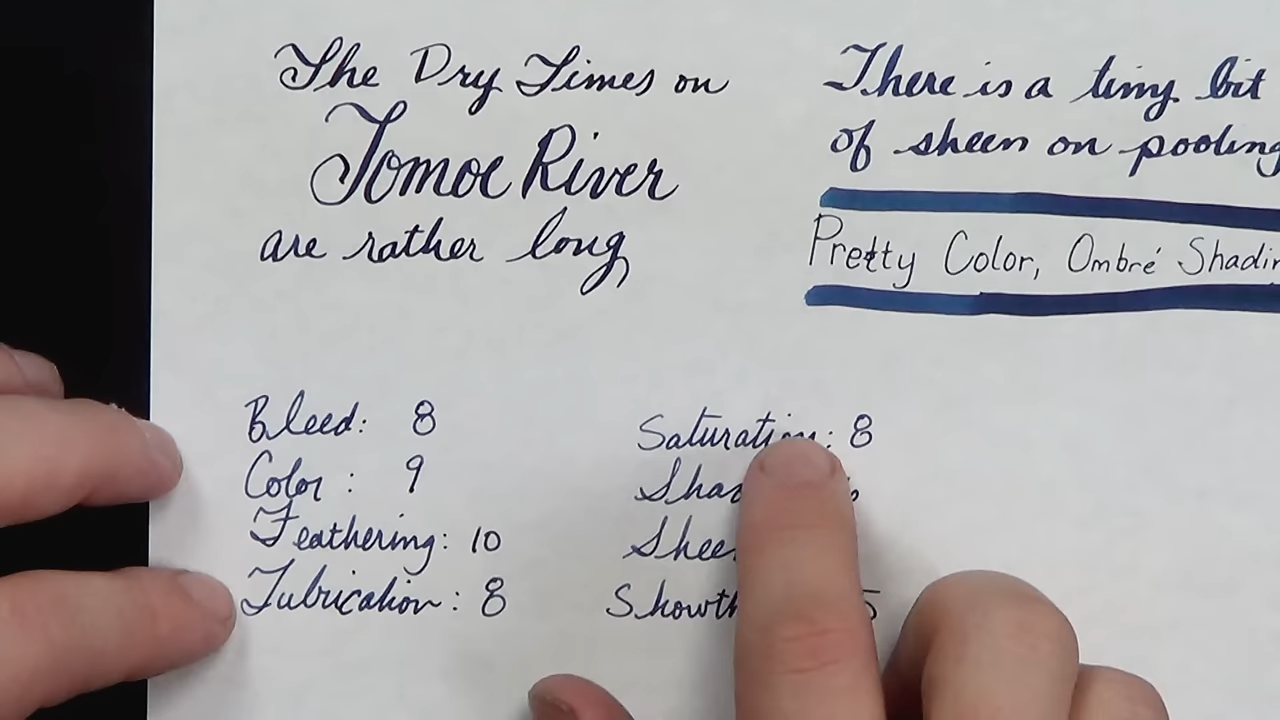 The Dry Times on
Tomoe River
are rather long,
There is a tiny bit
of sheen on pooling
Pretty Color, Ombré Shadin
Bleed: 8
Color: 9
Feathering: 10
Lubrication: 8
Saturation: 8